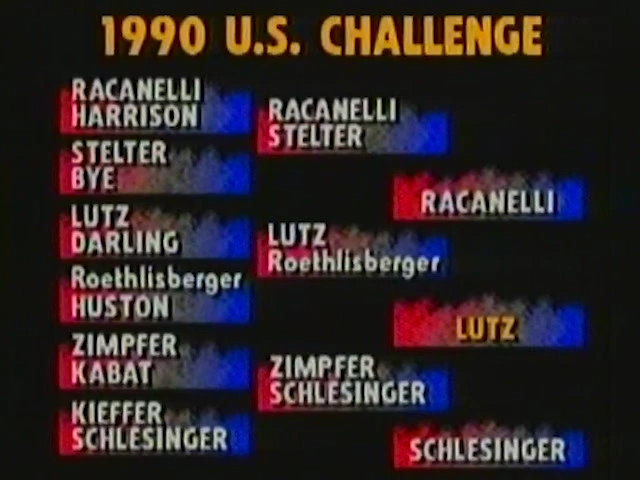 1990 U.S. CHALLENGE
RACANELLI
HARRISON
STELTER
BYE
LUTZ
DARLING
Roethlisberger
HUSTON
ZIMPFER
KABAT
KIEFFER
SCHLESINGER
RACANELLI
STELTER
LUTZ
Roethlisberger
ZIMPFER
SCHLESINGER
RACANELLI
LUTZ
SCHLESINGER